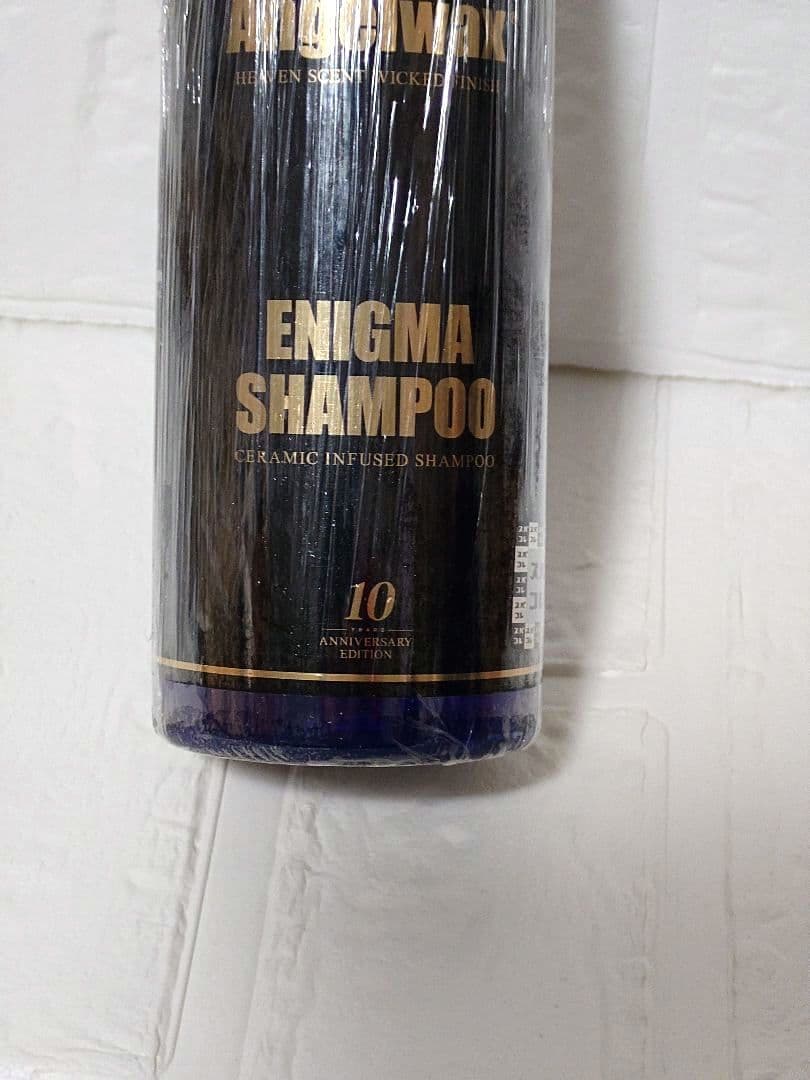 Angelwax
HEAVEN SCENT WICKED FINISH
ENIGMA
SHAMPOO
CERAMIC INFUSED SHAMPOO
10
YEARS
ANNIVERSARY
EDITION